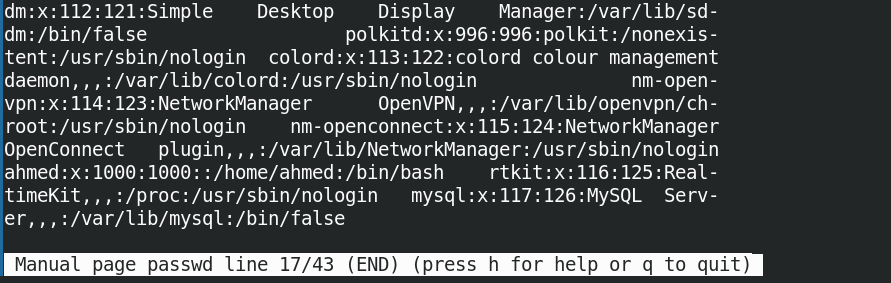 dm:x:112:121:Simple Desktop Display Manager:/var/lib/sd-
dm:/bin/false polkitd:x:996:996:polkit:/nonexis-
tent:/usr/sbin/nologin colord:x:113:122:colord colour management
daemon,,,:/var/lib/colord:/usr/sbin/nologin nm-open-
vpn:x:114:123:NetworkManager OpenVPN,,,:/var/lib/openvpn/ch-
root:/usr/sbin/nologin nm-openconnect:x:115:124:NetworkManager
OpenConnect plugin,,,:/var/lib/NetworkManager:/usr/sbin/nologin
ahmed:x:1000:1000::/home/ahmed:/bin/bash rtkit:x:116:125:Real-
timeKit,,,:/proc:/usr/sbin/nologin mysql:x:117:126:MySQL Serv-
er,,,:/var/lib/mysql:/bin/false
Manual page passwd line 17/43 (END) (press h for help or q to quit)